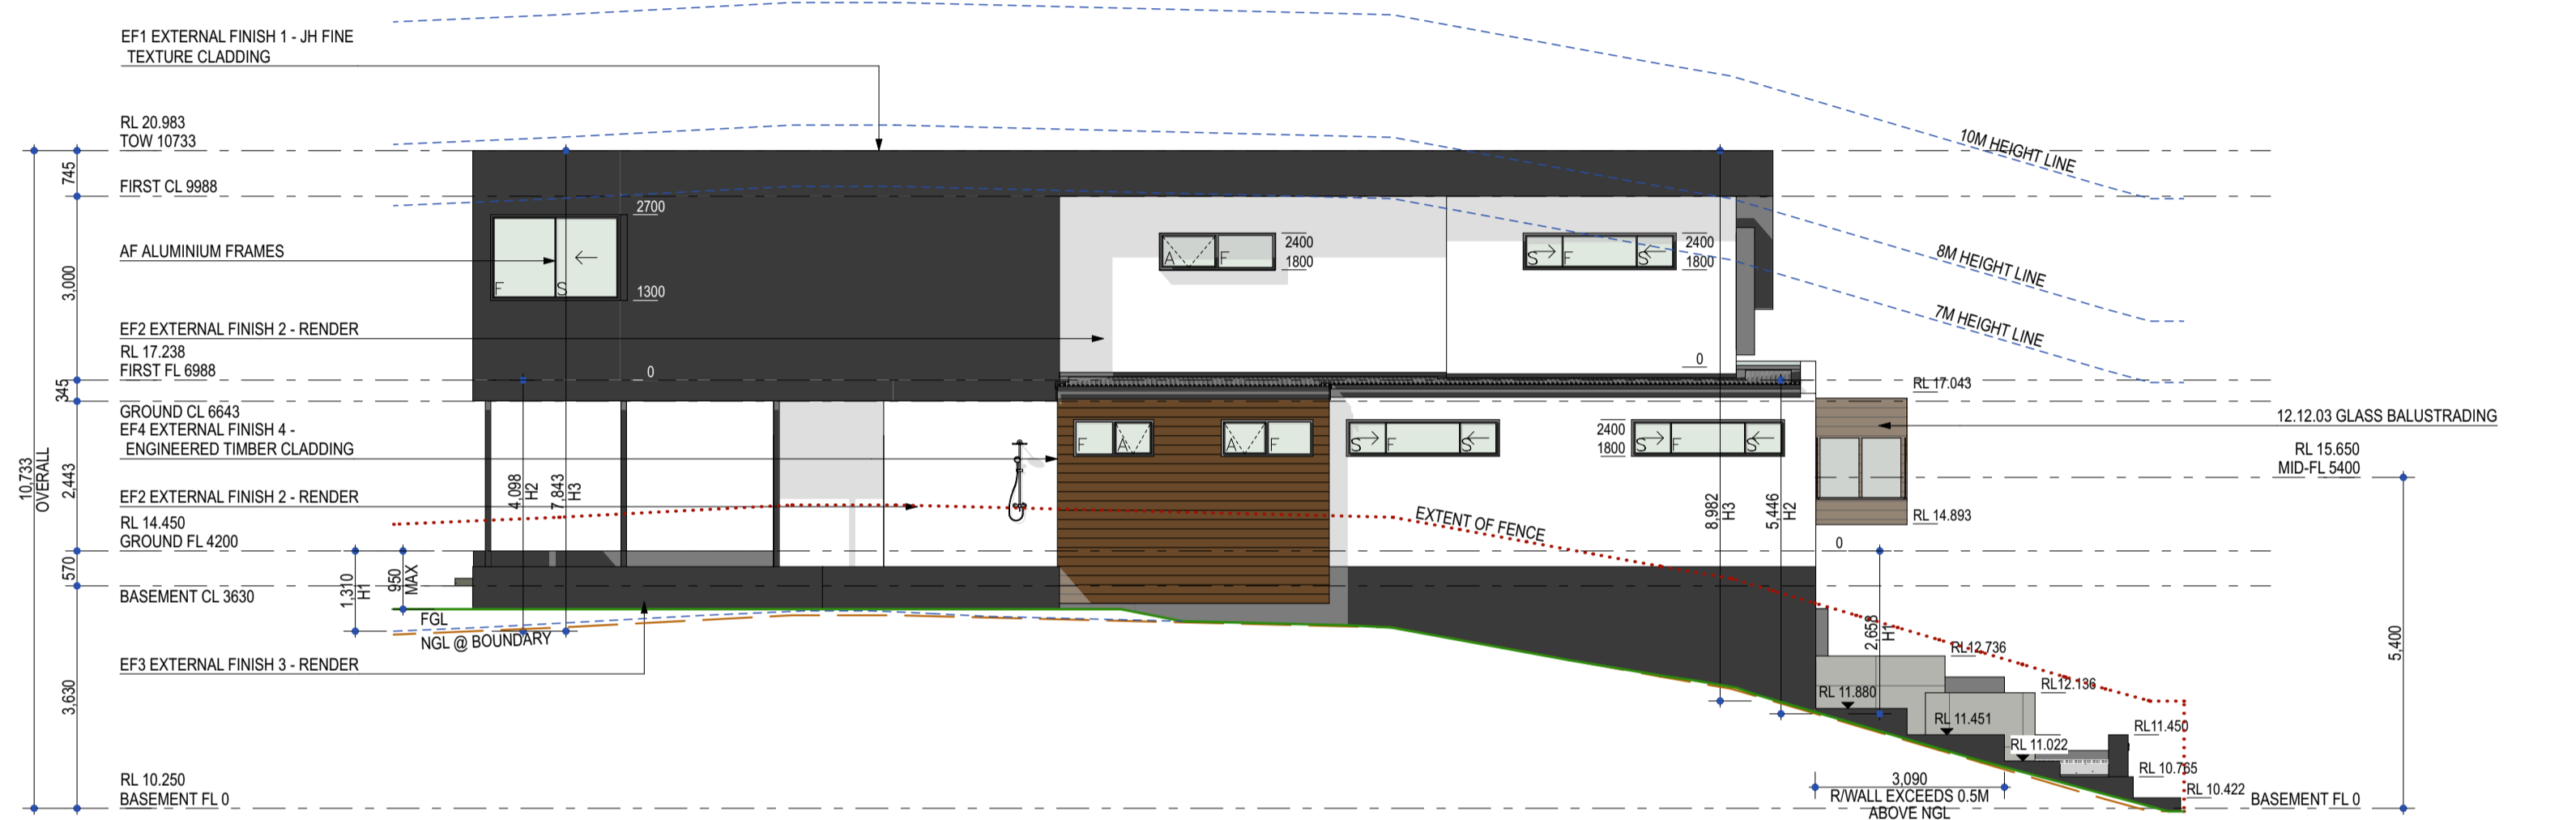 EF1 EXTERNAL FINISH 1 - JH FINE
TEXTURE CLADDING
RL 20.983
TOW 10733
FIRST CL 9988
AF ALUMINIUM FRAMES
EF2 EXTERNAL FINISH 2 - RENDER
RL 17.238
FIRST FL 6988
GROUND CL 6643
EF4 EXTERNAL FINISH 4 -
ENGINEERED TIMBER CLADDING
EF2 EXTERNAL FINISH 2 - RENDER
RL 14.450
GROUND FL 4200
BASEMENT CL 3630
EF3 EXTERNAL FINISH 3 - RENDER
RL 10.250
BASEMENT FL 0
10,733
OVERALL
745
3,000
345
2,443
570
3,630
1,310
H1
950
MAX
FGL
NGL @ BOUNDARY
4,098
H2
7,843
H3
2700
1300
0
F
S
A
F
2400
1800
S
F
S
2400
1800
0
F
A
A
F
S
F
S
2400
1800
S
F
S
EXTENT OF FENCE
8,982
H3
5,446
H2
2,658
H1
0
10M HEIGHT LINE
8M HEIGHT LINE
7M HEIGHT LINE
RL 17.043
12.12.03 GLASS BALUSTRADING
RL 15.650
MID-FL 5400
RL 14.893
RL12.736
RL12.136
RL 11.880
RL 11.451
RL11.450
RL 11.022
RL 10.765
RL 10.422
3,090
R/WALL EXCEEDS 0.5M
ABOVE NGL
5,400
BASEMENT FL 0